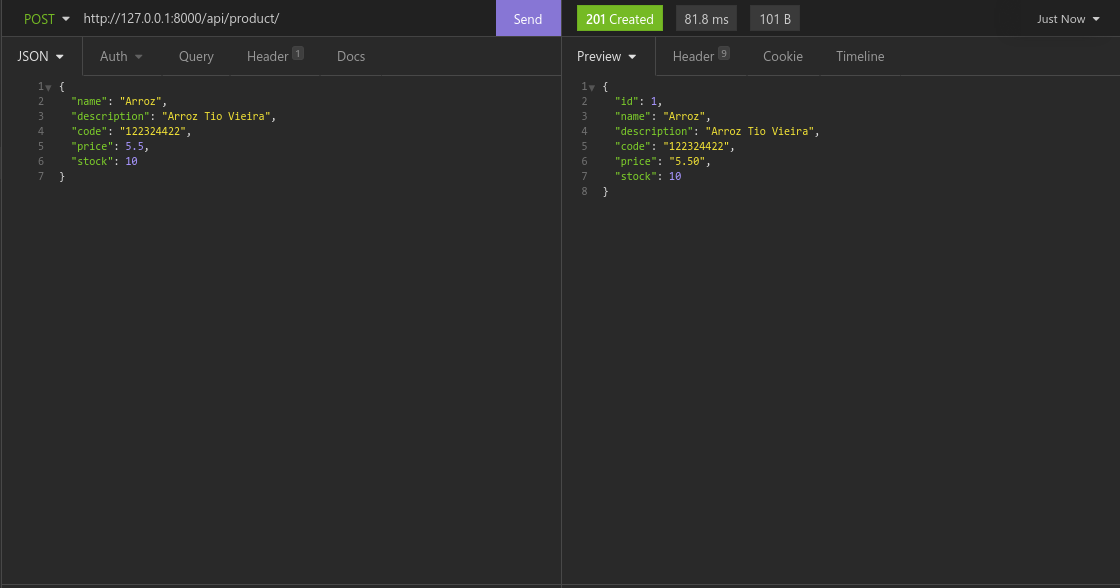 POST http://127.0.0.1:8000/api/product/ Send
JSON Auth Query Header 1 Docs
1 {
2 "name": "Arroz",
3 "description": "Arroz Tio Vieira",
4 "code": "122324422",
5 "price": 5.5,
6 "stock": 10
7 }
201 Created 81.8 ms 101 B Just Now
Preview Header 9 Cookie Timeline
1 {
2 "id": 1,
3 "name": "Arroz",
4 "description": "Arroz Tio Vieira",
5 "code": "122324422",
6 "price": "5.50",
7 "stock": 10
8 }